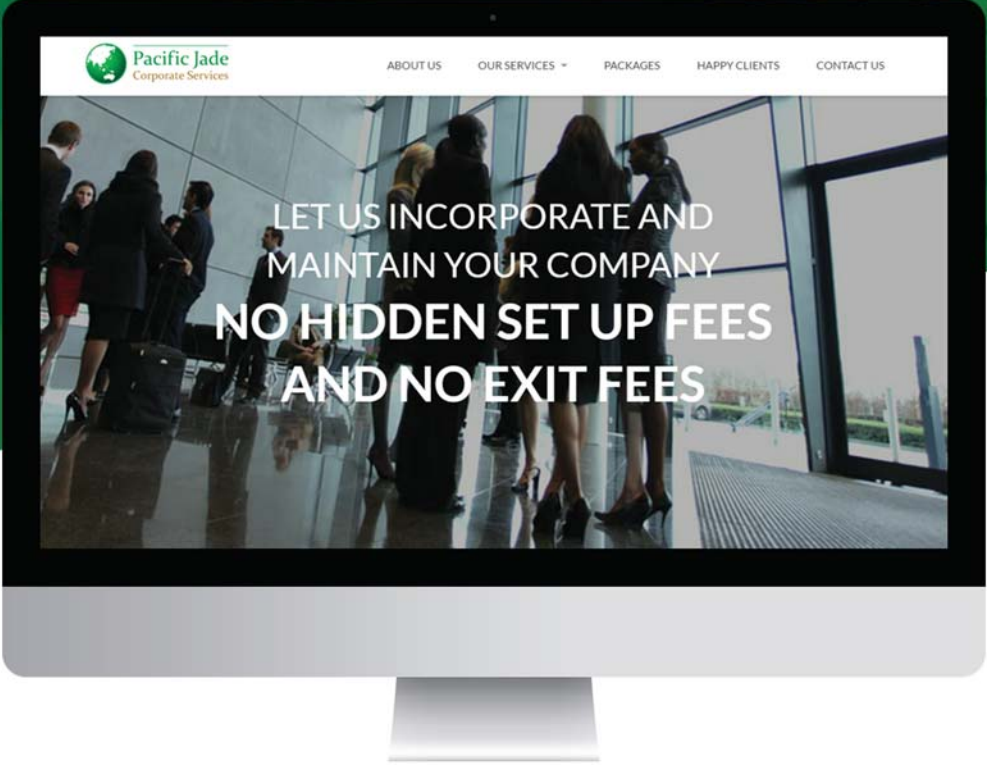 Pacific Jade
Corporate Services
ABOUT US OUR SERVICES PACKAGES HAPPY CLIENTS CONTACT US
LET US INCORPORATE AND
MAINTAIN YOUR COMPANY
NO HIDDEN SET UP FEES
AND NO EXIT FEES